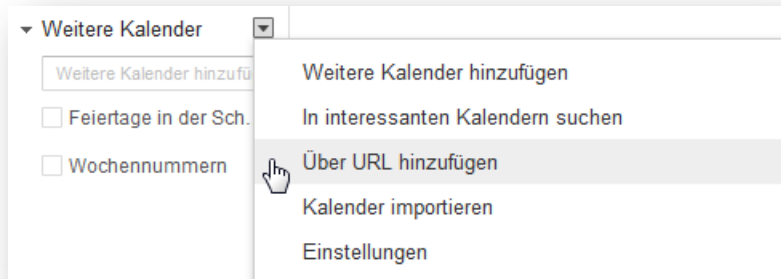 Weitere Kalender
Weitere Kalender hinzufü
Feiertage in der Sch.
Wochennummern
Weitere Kalender hinzufügen
In interessanten Kalendern suchen
Über URL hinzufügen
Kalender importieren
Einstellungen